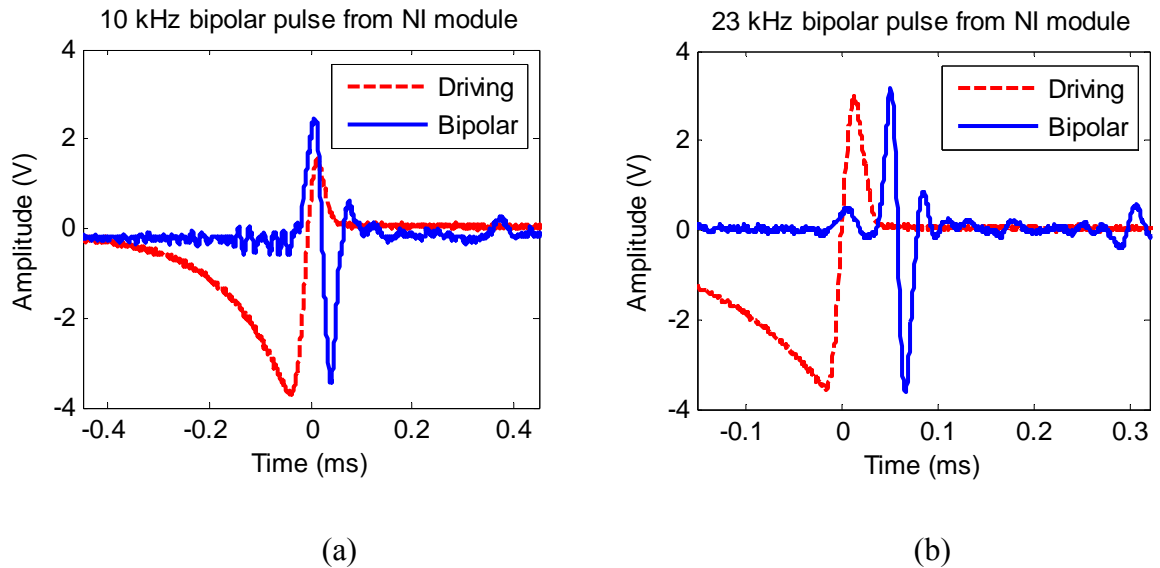 10 kHz bipolar pulse from NI module
Amplitude (V)
4
2
0
-2
-4
-0.4
-0.2
0
0.2
0.4
Time (ms)
Driving
Bipolar
(a)
23 kHz bipolar pulse from NI module
Amplitude (V)
4
2
0
-2
-4
-0.1
0
0.1
0.2
0.3
Time (ms)
Driving
Bipolar
(b)